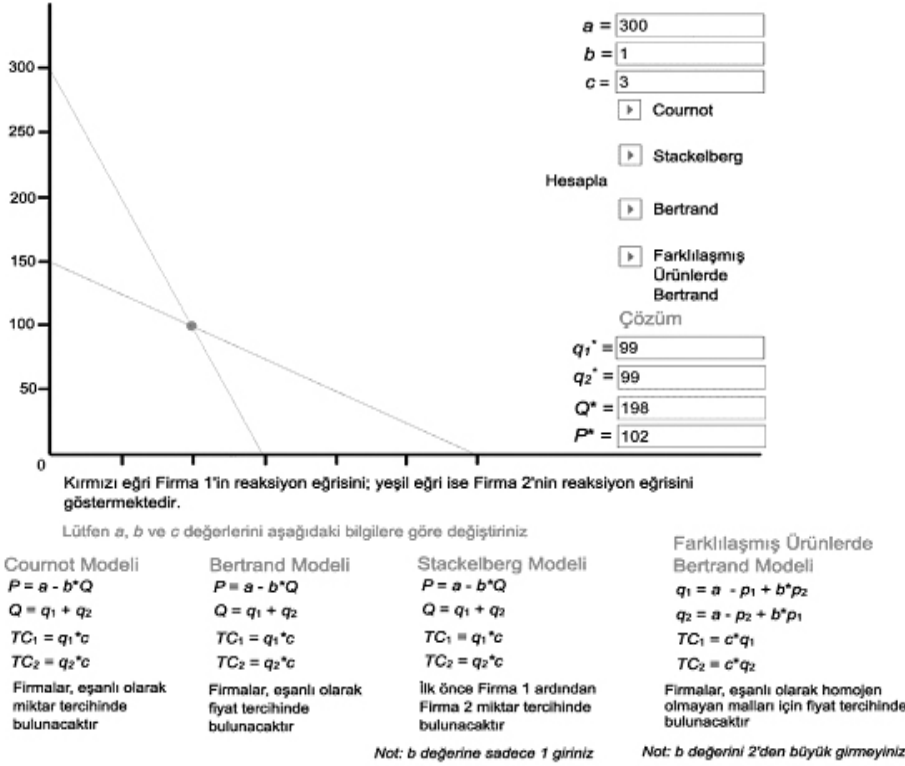 a = 300
b = 1
c = 3
Cournot
Stackelberg
Hesapla
Bertrand
Farklılaşmış
Ürünlerde
Bertrand
Çözüm
q₁* = 99
q₂* = 99
Q* = 198
P* = 102
300
250
200
150
100
50
0
Kırmızı eğri Firma 1'in reaksiyon eğrisini; yeşil eğri ise Firma 2'nin reaksiyon eğrisini
göstermektedir.
Lütfen a, b ve c değerlerini aşağıdaki bilgilere göre değiştiriniz
Cournot Modeli
P = a - b*Q
Q = q₁ + q₂
TC₁ = q₁*c
TC₂ = q₂*c
Firmalar, eşanlı olarak
miktar tercihinde
bulunacaktır
Bertrand Modeli
P = a - b*Q
Q = q₁ + q₂
TC₁ = q₁*c
TC₂ = q₂*c
Firmalar, eşanlı olarak
fiyat tercihinde
bulunacaktır
Stackelberg Modeli
P = a - b*Q
Q = q₁ + q₂
TC₁ = q₁*c
TC₂ = q₂*c
İlk önce Firma 1 ardından
Firma 2 miktar tercihinde
bulunacaktır
Not: b değerine sadece 1 giriniz
Farklılaşmış Ürünlerde
Bertrand Modeli
q₁ = a - p₁ + b*p₂
q₂ = a - p₂ + b*p₁
TC₁ = c*q₁
TC₂ = c*q₂
Firmalar, eşanlı olarak homojen
olmayan malları için fiyat tercihinde
bulunacaktır
Not: b değerini 2'den büyük girmeyiniz